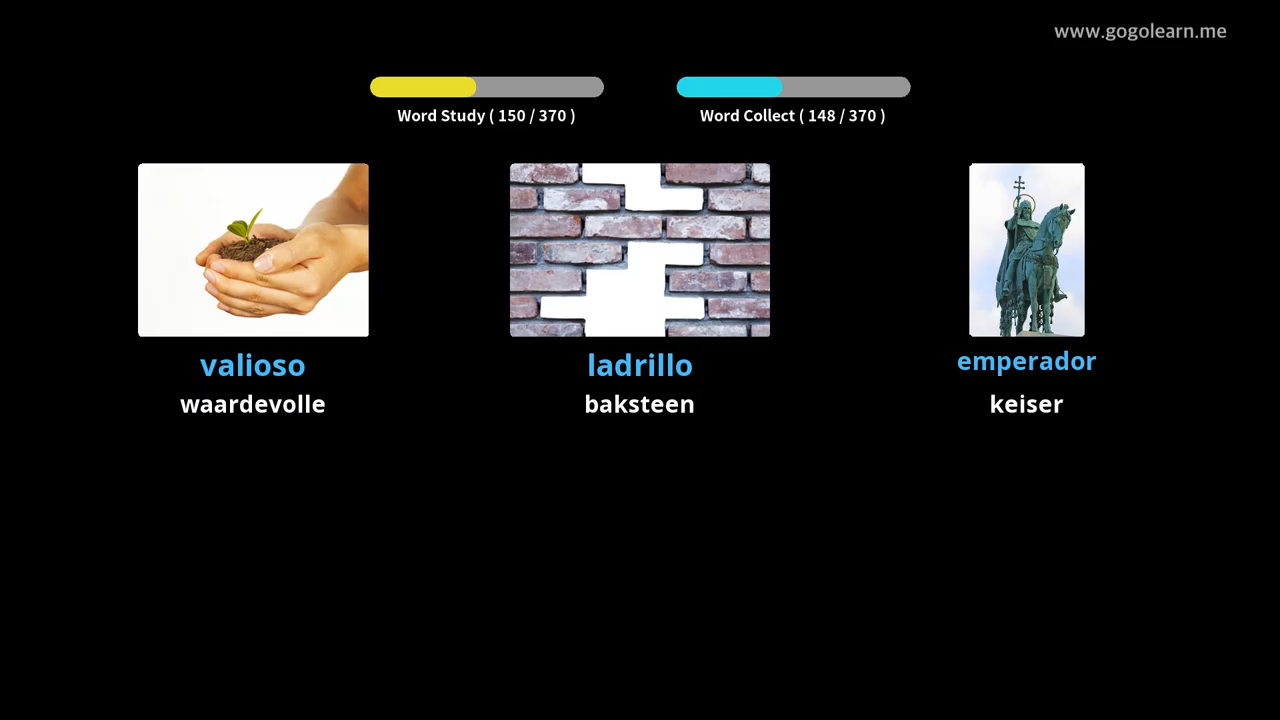 www.gogolearn.me
Word Study ( 150 / 370 )
Word Collect ( 148 / 370 )
valioso
waardevolle
ladrillo
baksteen
emperador
keiser